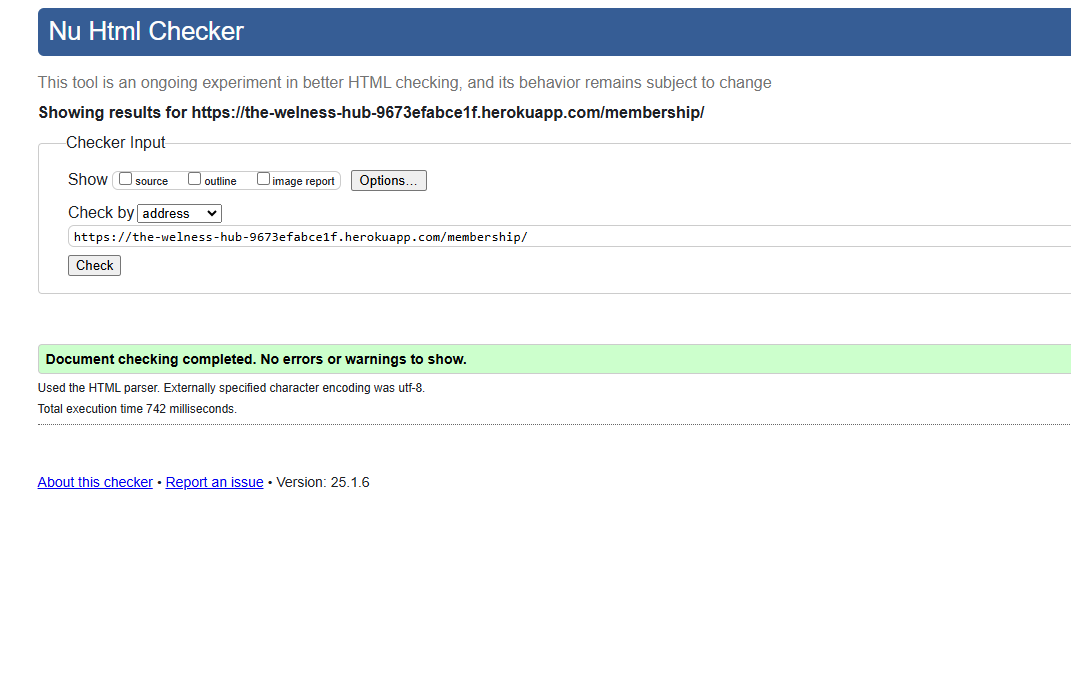 Nu Html Checker
This tool is an ongoing experiment in better HTML checking, and its behavior remains subject to change
Showing results for https://the-welness-hub-9673efabce1f.herokuapp.com/membership/
Checker Input
Show source outline image report Options...
Check by address
https://the-welness-hub-9673efabce1f.herokuapp.com/membership/
Check
Document checking completed. No errors or warnings to show.
Used the HTML parser. Externally specified character encoding was utf-8.
Total execution time 742 milliseconds.
About this checker • Report an issue • Version: 25.1.6